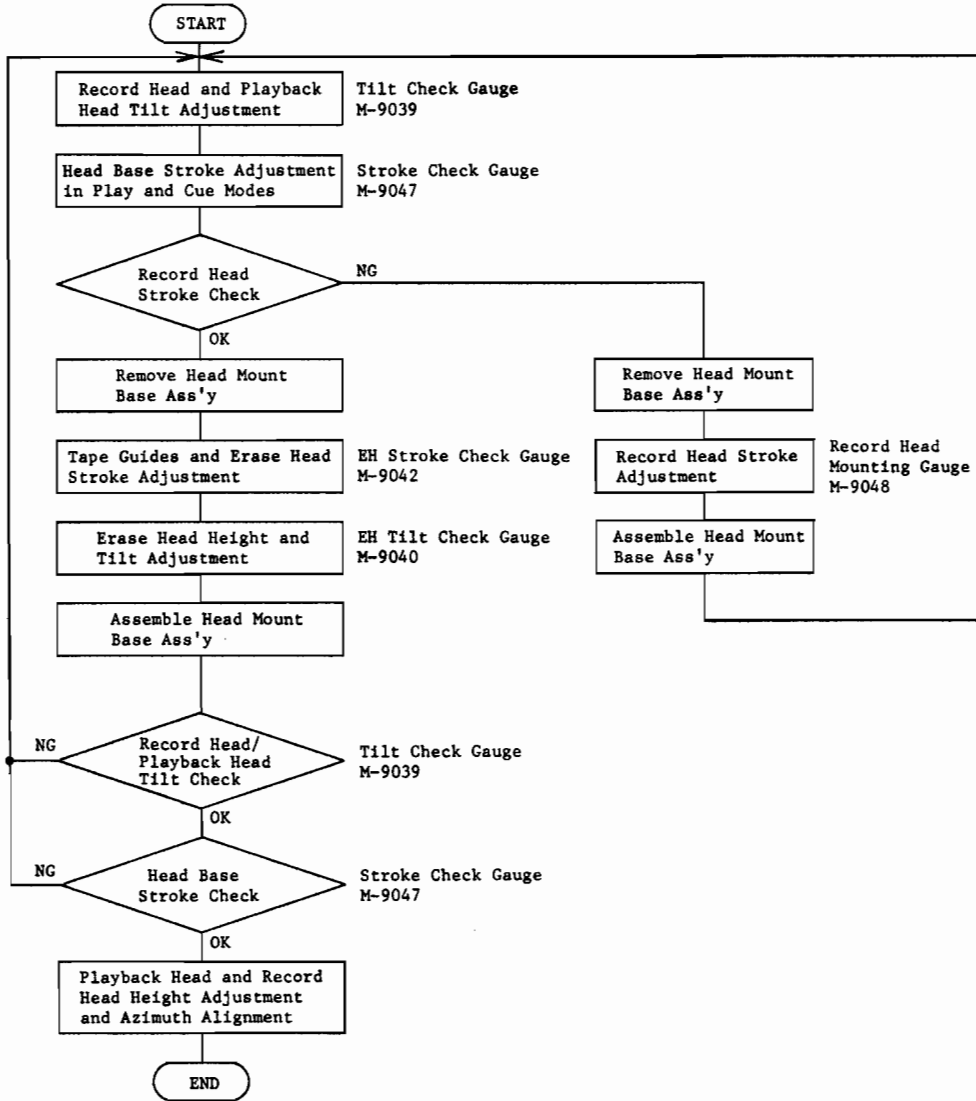 START
Record Head and Playback
Head Tilt Adjustment
Tilt Check Gauge
M-9039
Head Base Stroke Adjustment
in Play and Cue Modes
Stroke Check Gauge
M-9047
Record Head
Stroke Check
NG
OK
Remove Head Mount
Base Ass'y
Remove Head Mount
Base Ass'y
Tape Guides and Erase Head
Stroke Adjustment
EH Stroke Check Gauge
M-9042
Record Head Stroke
Adjustment
Record Head
Mounting Gauge
M-9048
Erase Head Height and
Tilt Adjustment
EH Tilt Check Gauge
M-9040
Assemble Head Mount
Base Ass'y
Assemble Head Mount
Base Ass'y
NG
Record Head/
Playback Head
Tilt Check
Tilt Check Gauge
M-9039
OK
NG
Head Base
Stroke Check
Stroke Check Gauge
M-9047
OK
Playback Head and Record
Head Height Adjustment
and Azimuth Alignment
END